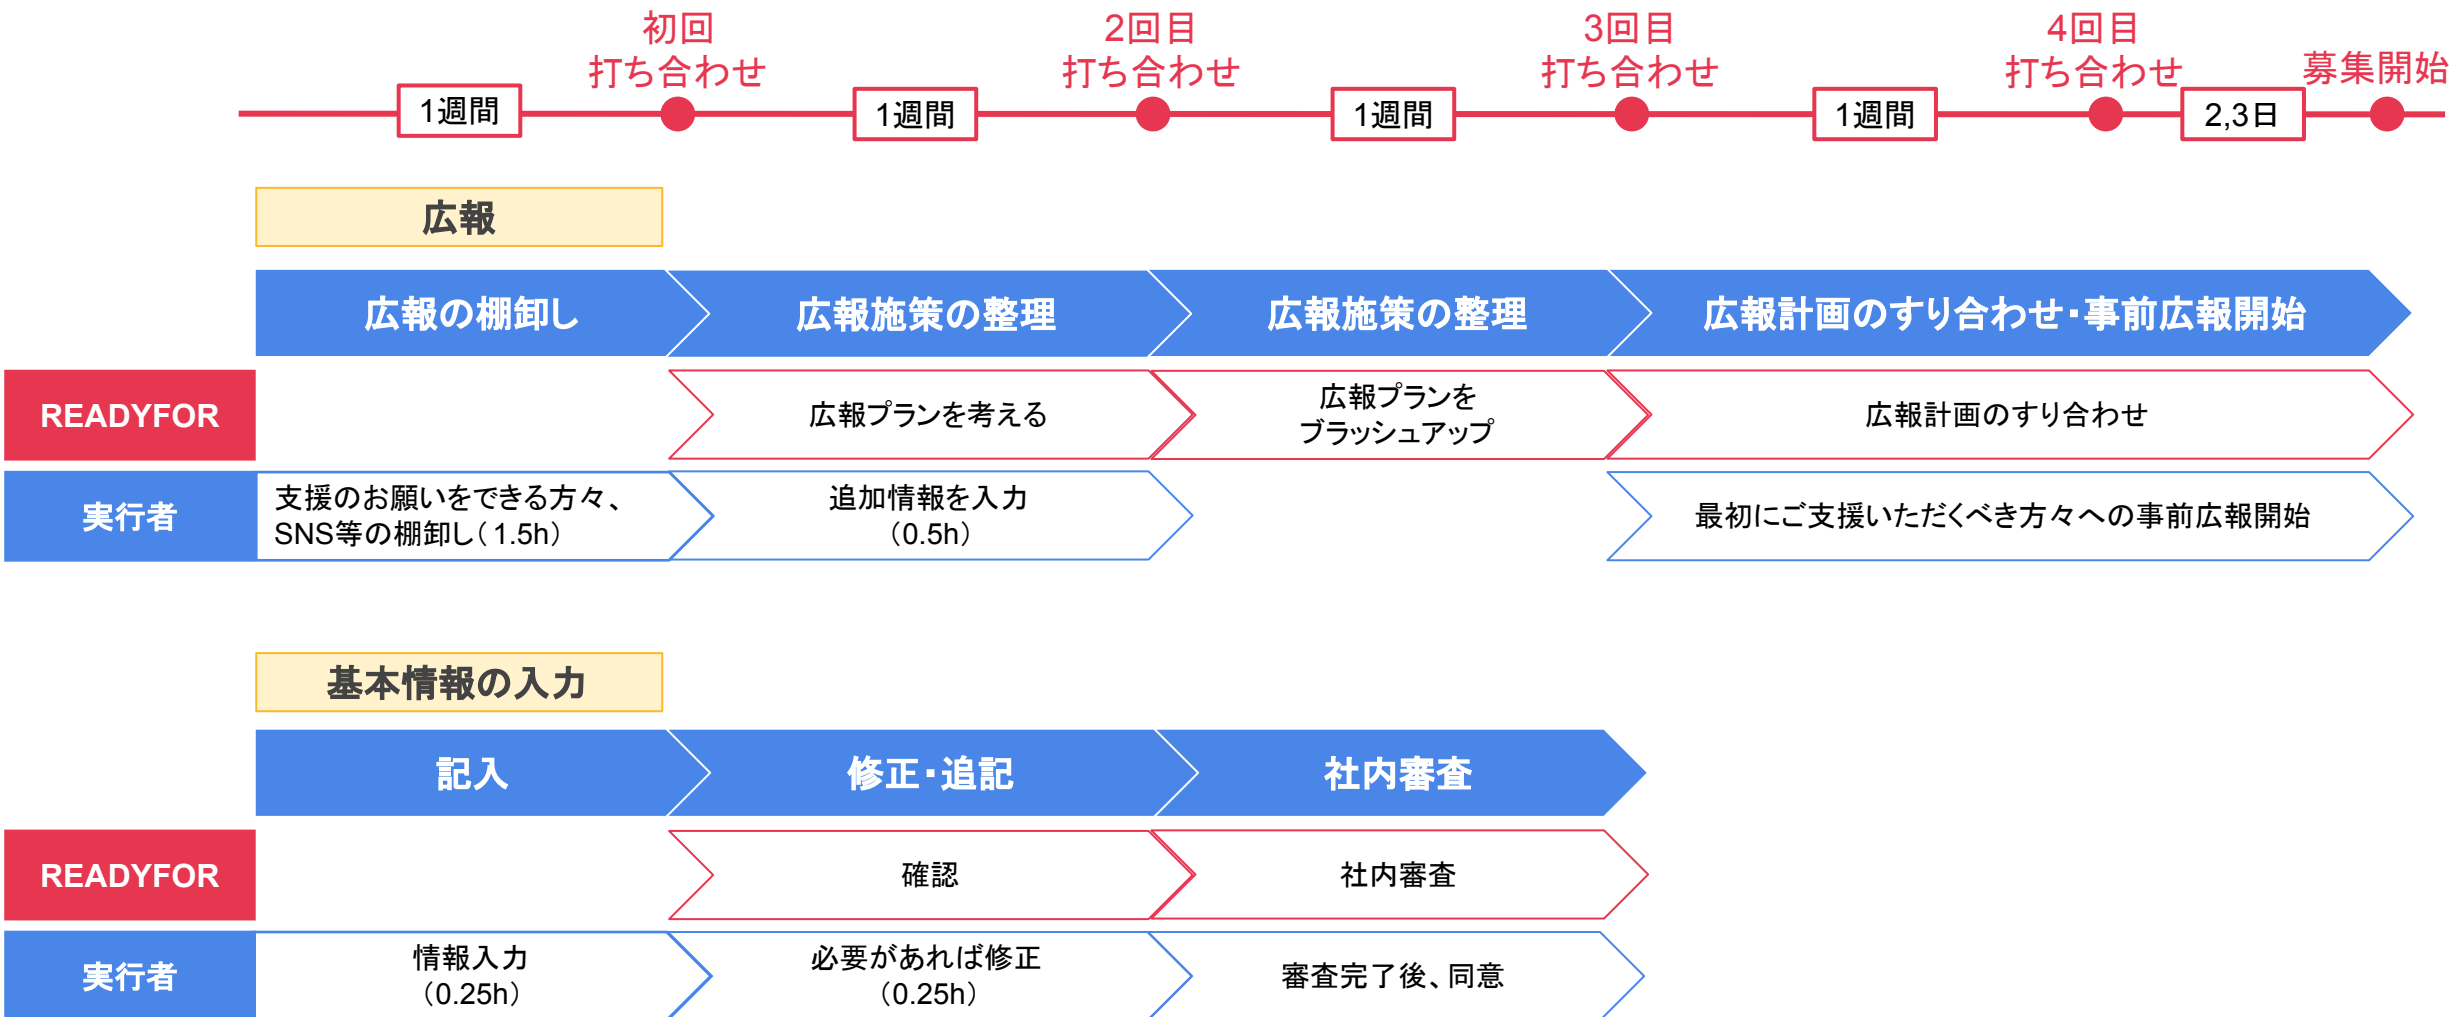 初回
打ち合わせ
2回目
打ち合わせ
3回目
打ち合わせ
4回目
打ち合わせ
募集開始
1週間
1週間
1週間
1週間
2,3日
広報
広報の棚卸し
広報施策の整理
広報施策の整理
広報計画のすり合わせ・事前広報開始
READYFOR
広報プランを考える
広報プランを
ブラッシュアップ
広報計画のすり合わせ
実行者
支援のお願いをできる方々、
SNS等の棚卸し（1.5h）
追加情報を入力
（0.5h）
最初にご支援いただくべき方々への事前広報開始
基本情報の入力
記入
修正・追記
社内審査
READYFOR
確認
社内審査
実行者
情報入力
（0.25h）
必要があれば修正
（0.25h）
審査完了後、同意